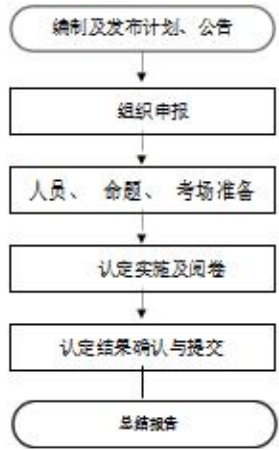 编制及发布计划、公告
组织申报
人员、 命题、 考场准备
认定实施及阅卷
认定结果确认与提交
总结报告